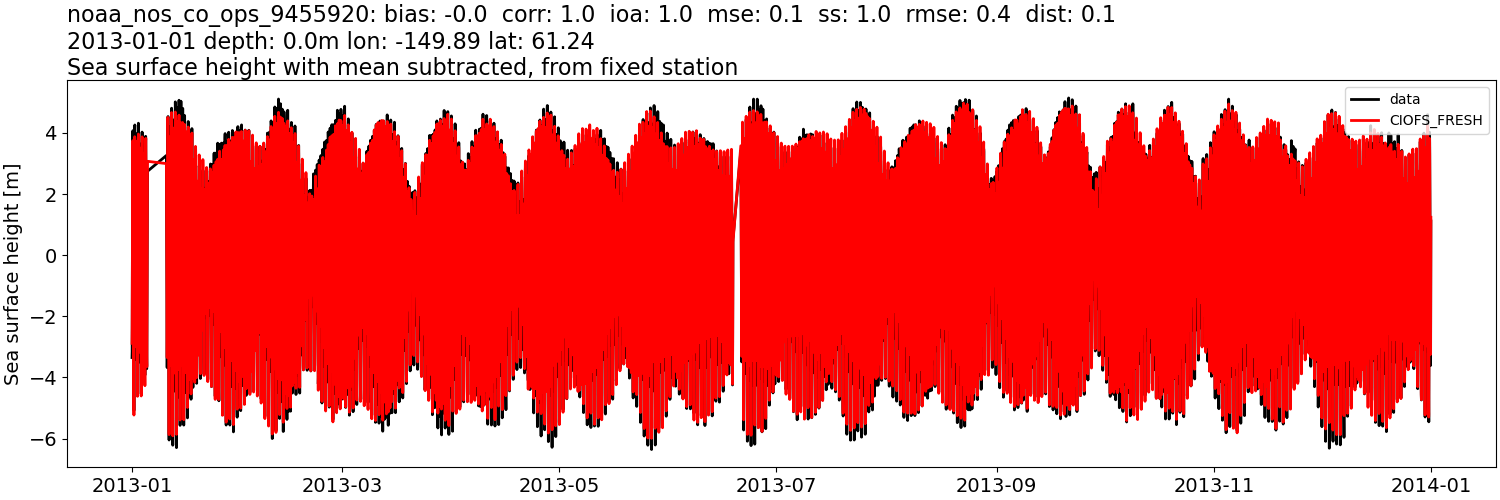 noaa_nos_co_ops_9455920: bias: -0.0  corr: 1.0  ioa: 1.0  mse: 0.1  ss: 1.0  rmse: 0.4  dist: 0.1
2013-01-01 depth: 0.0m lon: -149.89 lat: 61.24
Sea surface height with mean subtracted, from fixed station
data
CIOFS_FRESH
Sea surface height [m]
4
2
0
−2
−4
−6
2013-01
2013-03
2013-05
2013-07
2013-09
2013-11
2014-01